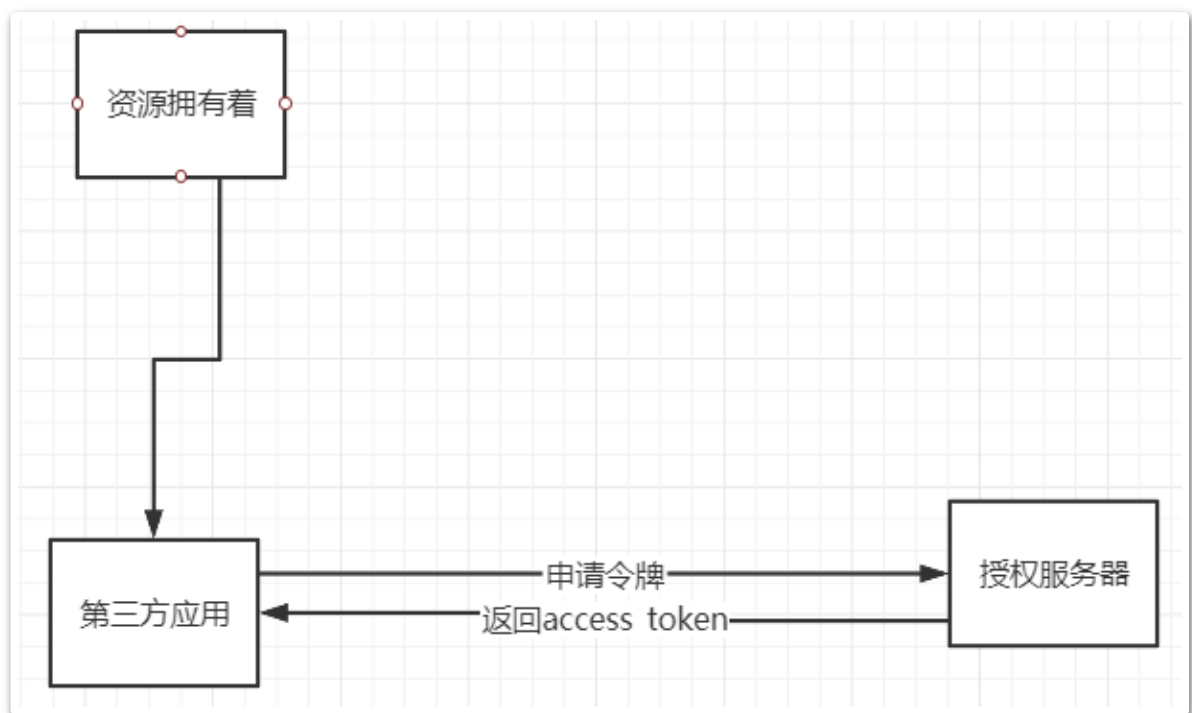 资源拥有着
申请令牌
授权服务器
第三方应用
返回access token